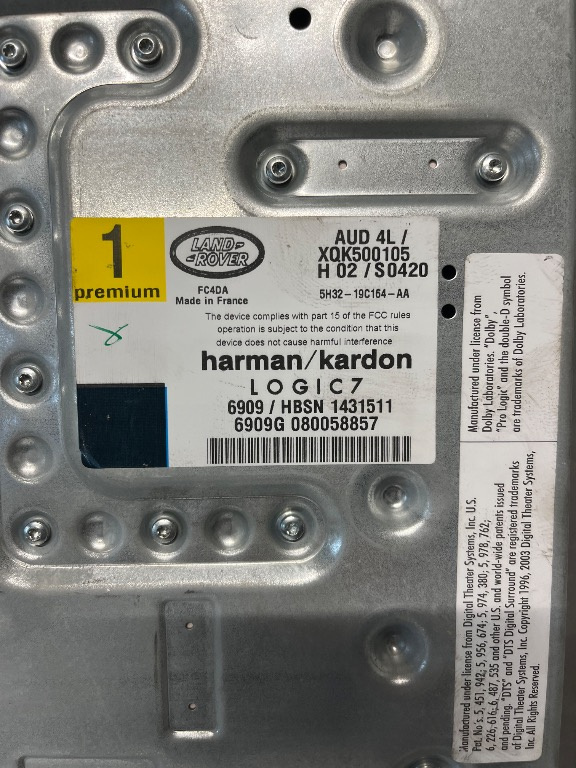 1
premium
LAND-
-ROVER
FC4DA
Made in France
AUD 4L /
XQK500105
H 02 / S0420
5H32-19C164-AA
The device complies with part 15 of the FCC rules
operation is subject to the condition that this
device does not cause harmful interference
harman/kardon
LOGIC7
6909 / HBSN 1431511
6909G 080058857
Manufactured under license from
Dolby Laboratories. "Dolby",
"Pro Logic" and the double-D symbol
are trademarks of Dolby Laboratories.
Manufactured under license from Digital Theater Systems, Inc. U.S.
Pat. No's. 5, 451, 942; 5, 956, 674; 5, 974, 380; 5, 978, 762;
6, 226, 616; 6, 487, 535 and other U.S. and world-wide patents issued
and pending. "DTS" and "DTS Digital Surround" are registered trademarks
of Digital Theater Systems, Inc. Copyright 1996, 2003 Digital Theater Systems,
Inc. All Rights Reserved.